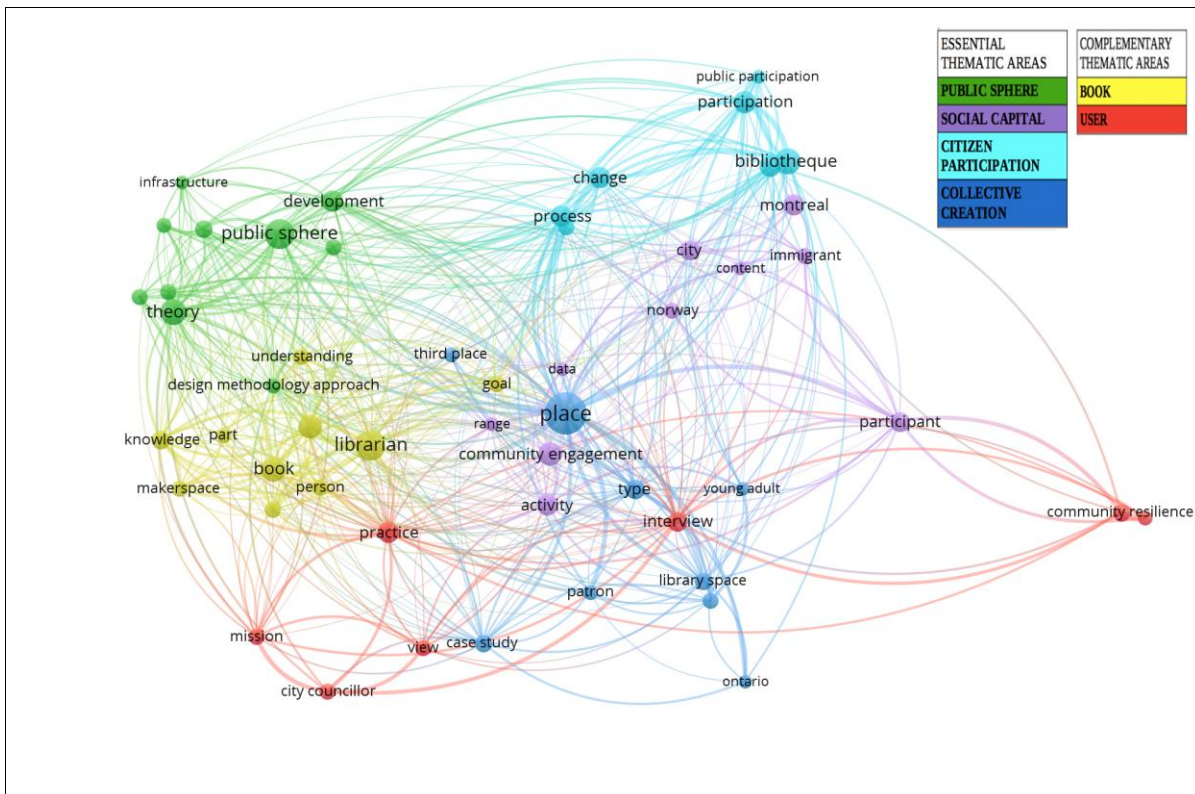 ESSENTIAL
THEMATIC AREAS
PUBLIC SPHERE
SOCIAL CAPITAL
CITIZEN
PARTICIPATION
COLLECTIVE
CREATION
COMPLEMENTARY
THEMATIC AREAS
BOOK
USER
public participation
participation
bibliotheque
change
infrastructure
development
montreal
process
public sphere
city
immigrant
content
theory
norway
understanding
third place
data
design methodology approach
goal
place
range
participant
knowledge
part
librarian
community engagement
book
makerspace
person
type
young adult
activity
interview
community resilience
practice
library space
patron
mission
view
case study
ontario
city councillor